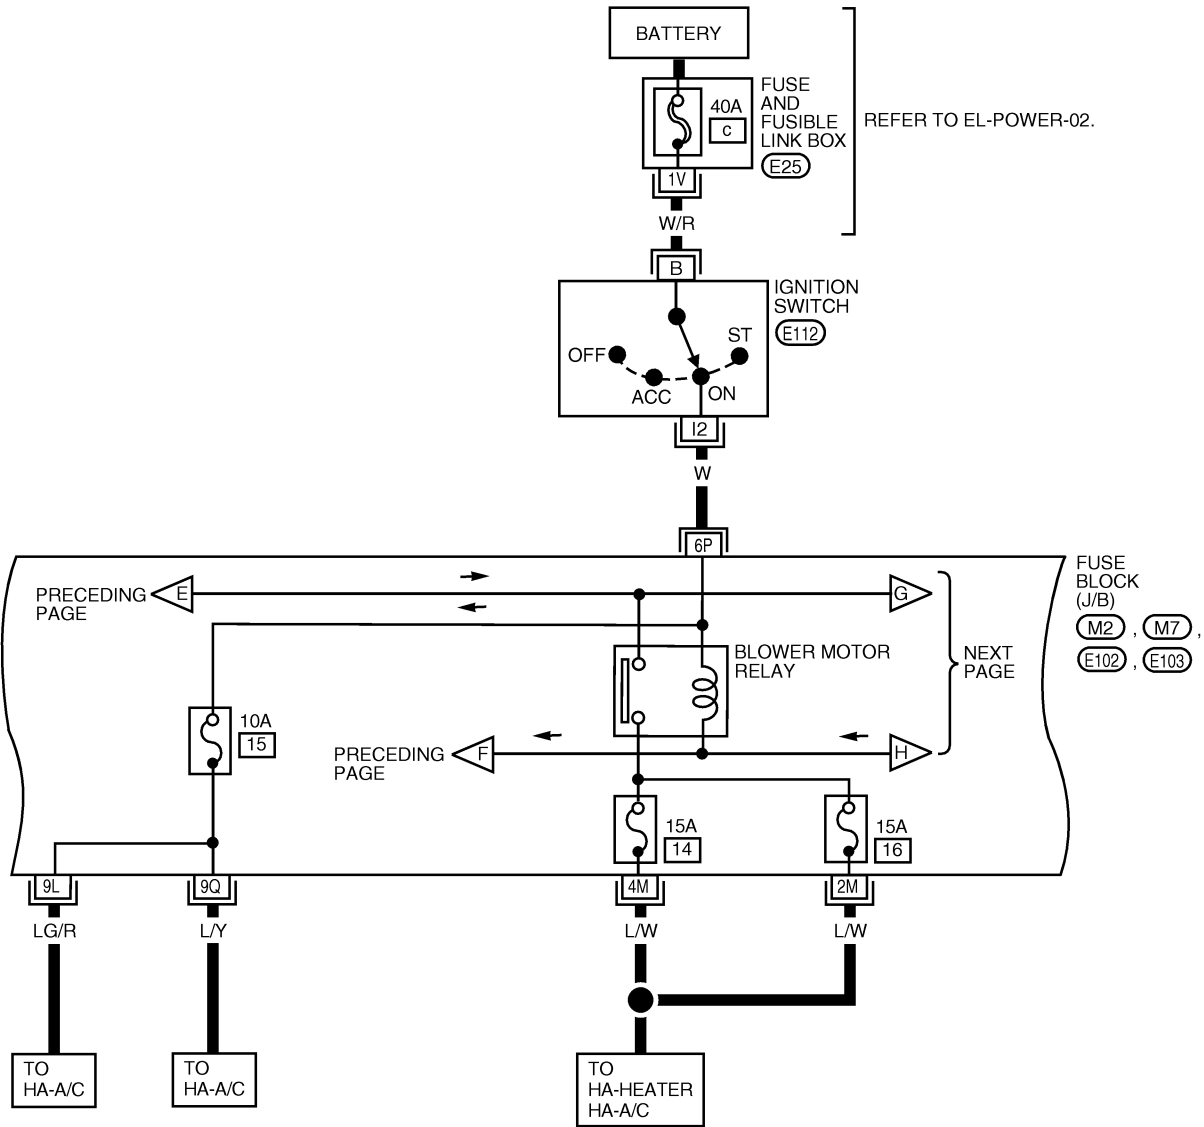 BATTERY
FUSE
AND
FUSIBLE
LINK BOX
40A
c
E25
REFER TO EL-POWER-02.
1V
W/R
B
IGNITION
SWITCH
E112
OFF
ACC
ON
ST
I2
W
6P
FUSE
BLOCK
(J/B)
M2 , M7 ,
E102 , E103
PRECEDING
PAGE
E
G
NEXT
PAGE
BLOWER MOTOR
RELAY
10A
15
PRECEDING
PAGE
F
H
15A
14
15A
16
9L
9Q
4M
2M
LG/R
L/Y
L/W
L/W
TO
HA-A/C
TO
HA-A/C
TO
HA-HEATER
HA-A/C